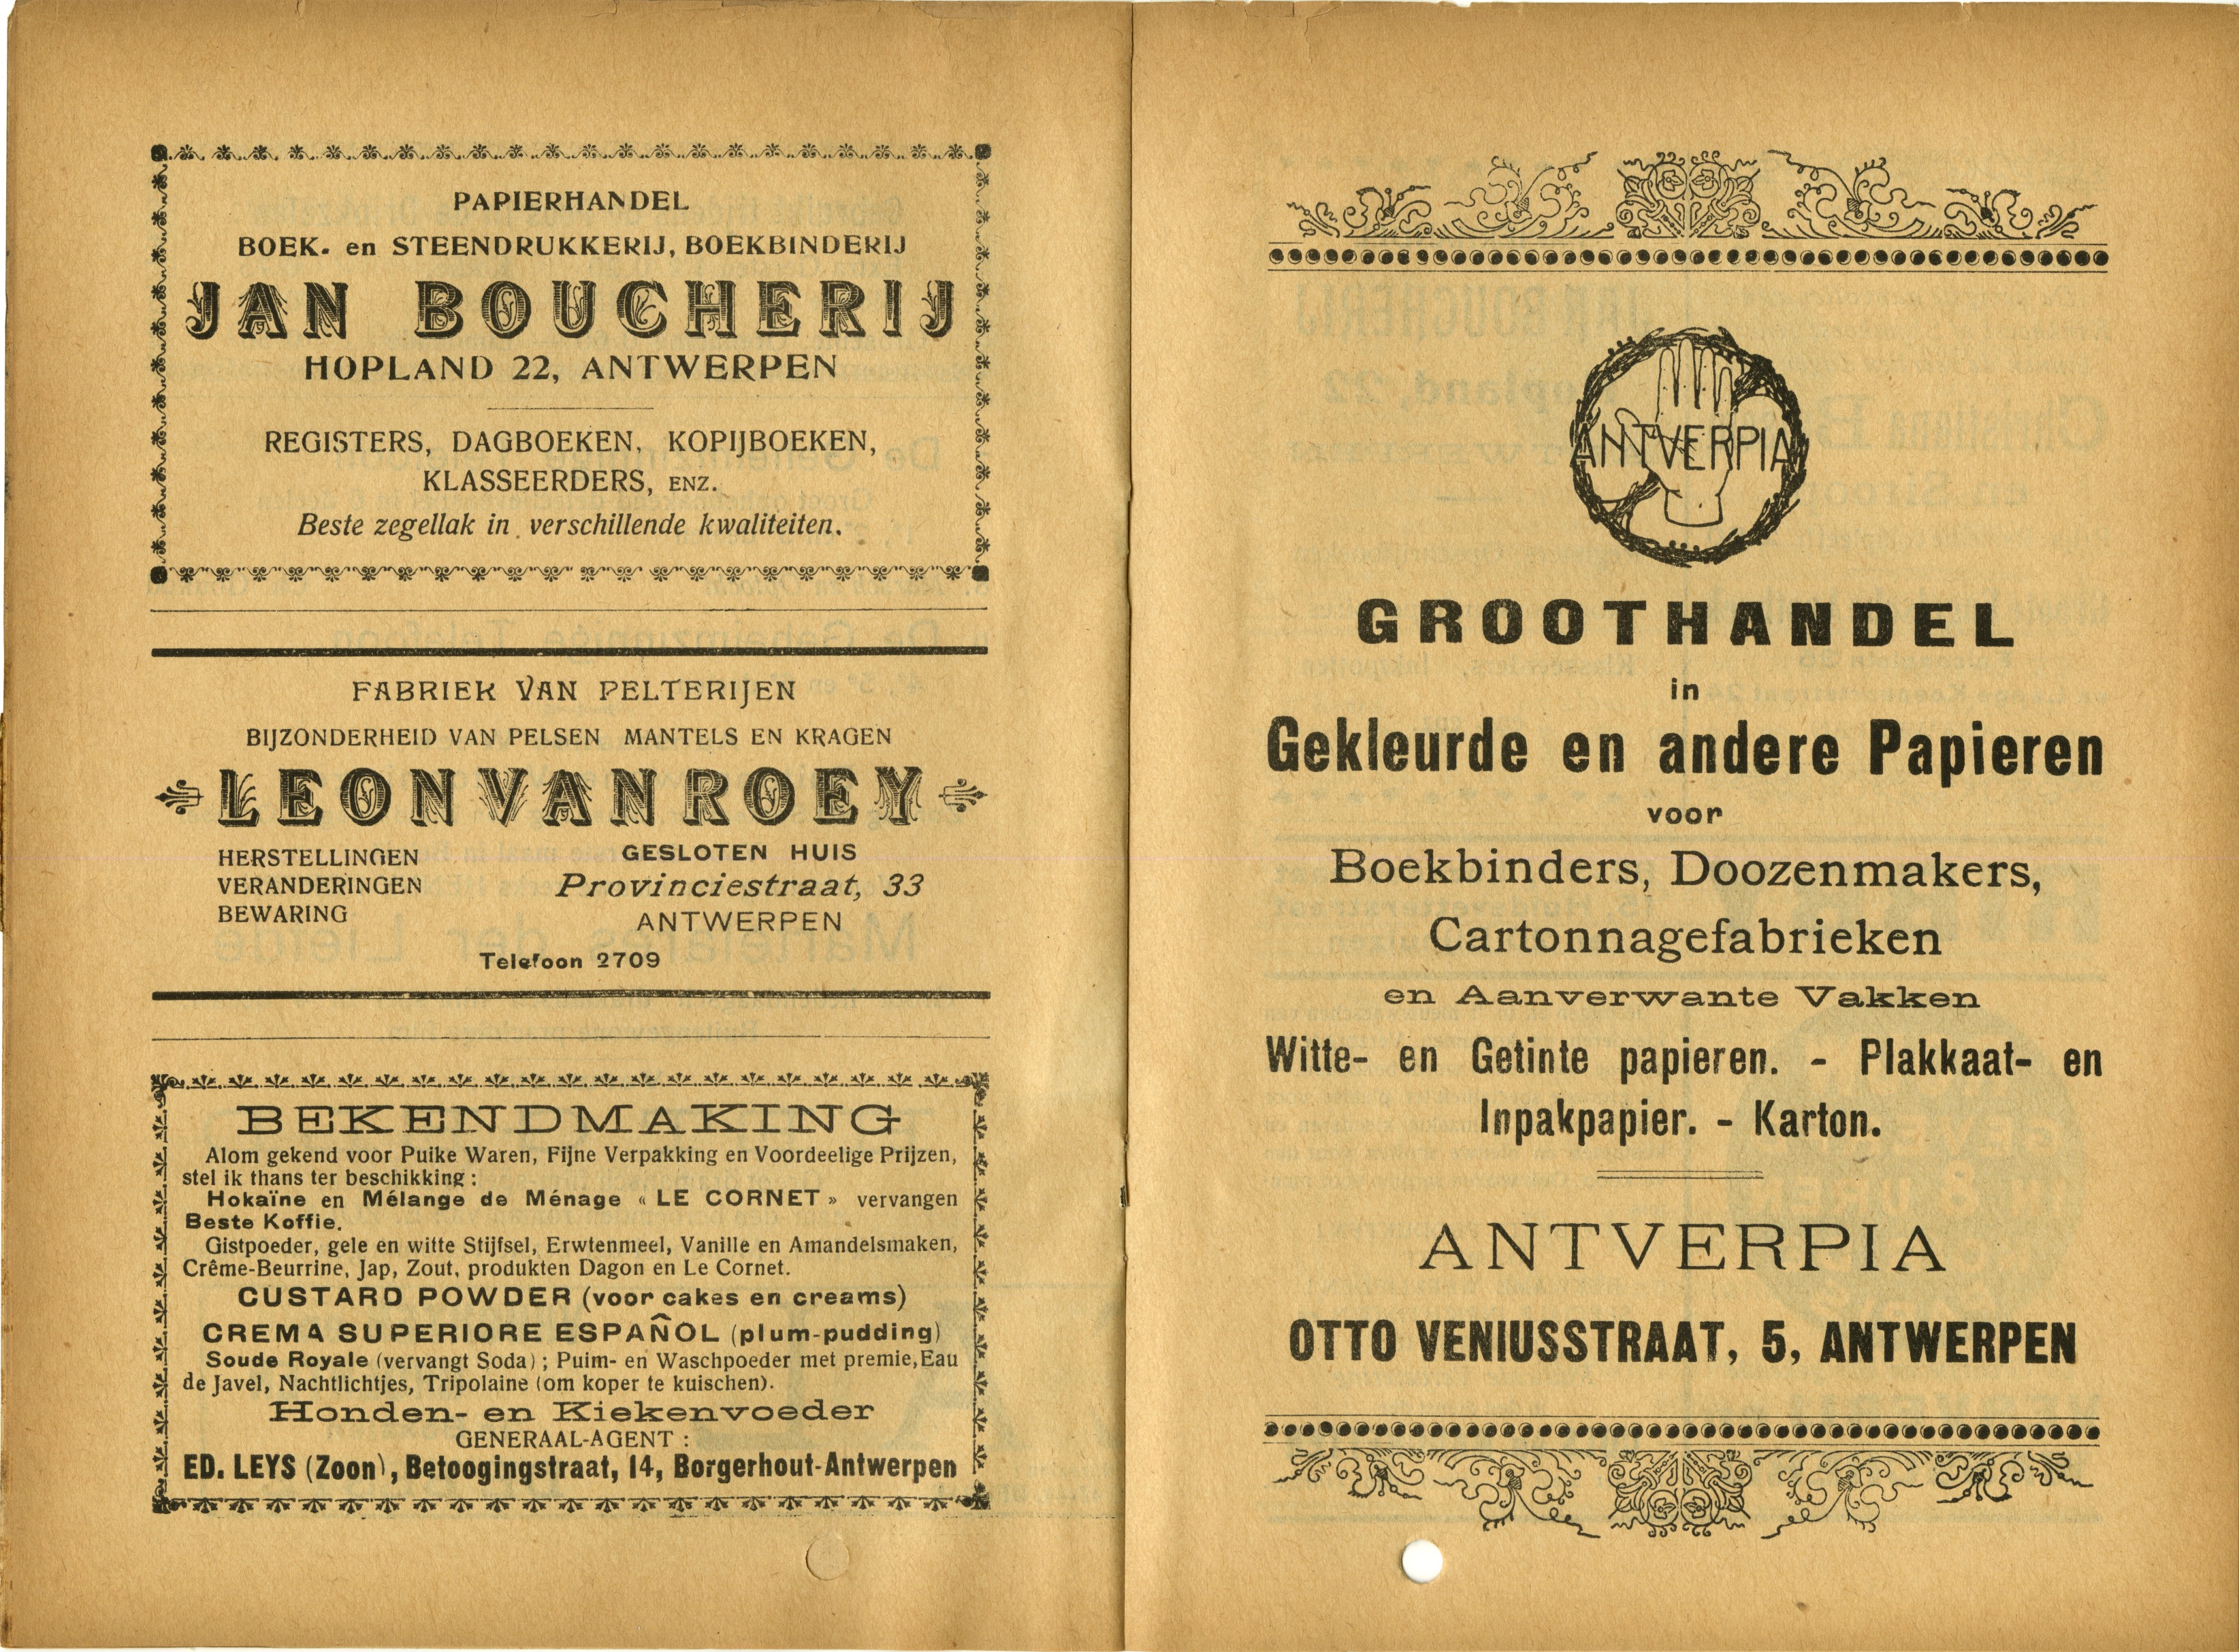 PAPIERHANDEL
BOEK- en STEENDRUKKERIJ, BOEKBINDERIJ
JAN BOUCHERIJ
HOPLAND 22, ANTWERPEN
REGISTERS, DAGBOEKEN, KOPIJBOEKEN,
KLASSEERDERS, ENZ.
Beste zegellak in verschillende kwaliteiten.
FABRIEK VAN PELTERIJEN
BIJZONDERHEID VAN PELSEN MANTELS EN KRAGEN
LEON VAN ROEY
HERSTELLINGEN
VERANDERINGEN
BEWARING
GESLOTEN HUIS
Provinciestraat, 33
ANTWERPEN
Telefoon 2709
BEKENDMAKING
Alom gekend voor Puike Waren, Fijne Verpakking en Voordeelige Prijzen,
stel ik thans ter beschikking :
Hokaïne en Mélange de Ménage « LE CORNET » vervangen
Beste Koffie.
Gistpoeder, gele en witte Stijfsel, Erwtenmeel, Vanille en Amandelsmaken,
Crême-Beurrine, Jap, Zout, produkten Dagon en Le Cornet.
CUSTARD POWDER (voor cakes en creams)
CREMA SUPERIORE ESPAÑOL (plum-pudding)
Soude Royale (vervangt Soda) ; Puim- en Waschpoeder met premie, Eau
de Javel, Nachtlichtjes, Tripolaine (om koper te kuischen).
Honden- en Kiekenvoeder
GENERAAL-AGENT :
ED. LEYS (Zoon), Betoogingstraat, 14, Borgerhout-Antwerpen
ANTVERPIA
GROOTHANDEL
in
Gekleurde en andere Papieren
voor
Boekbinders, Doozenmakers,
Cartonnagefabrieken
en Aanverwante Vakken
Witte- en Getinte papieren. - Plakkaat- en
Inpakpapier. - Karton.
ANTVERPIA
OTTO VENIUSSTRAAT, 5, ANTWERPEN